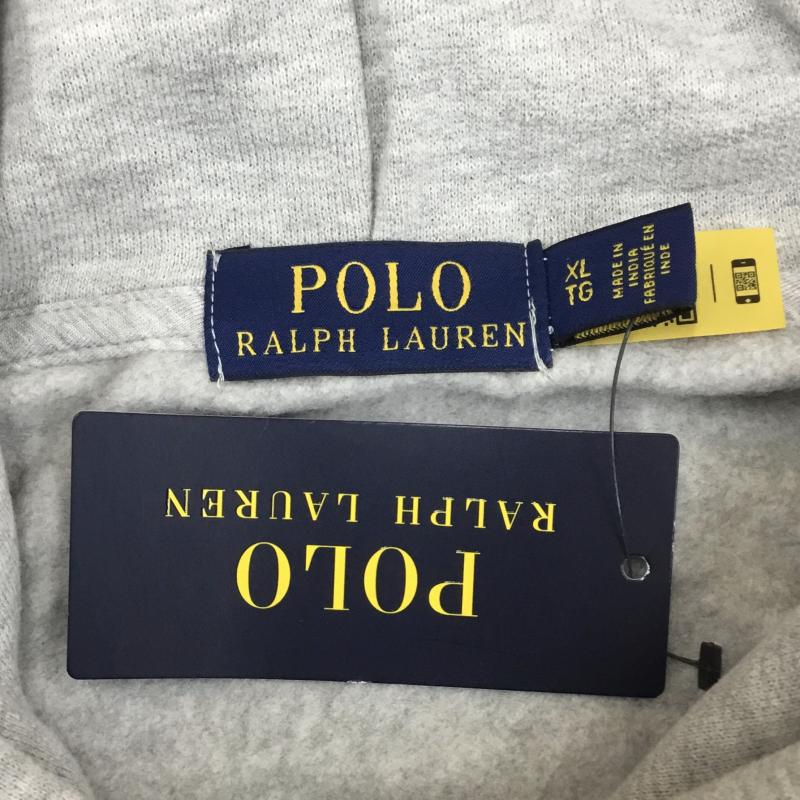 POLO
RALPH LAUREN
XL
TG
MADE IN
INDIA
FABRIQUÉ EN
INDE
POLO
RALPH LAUREN